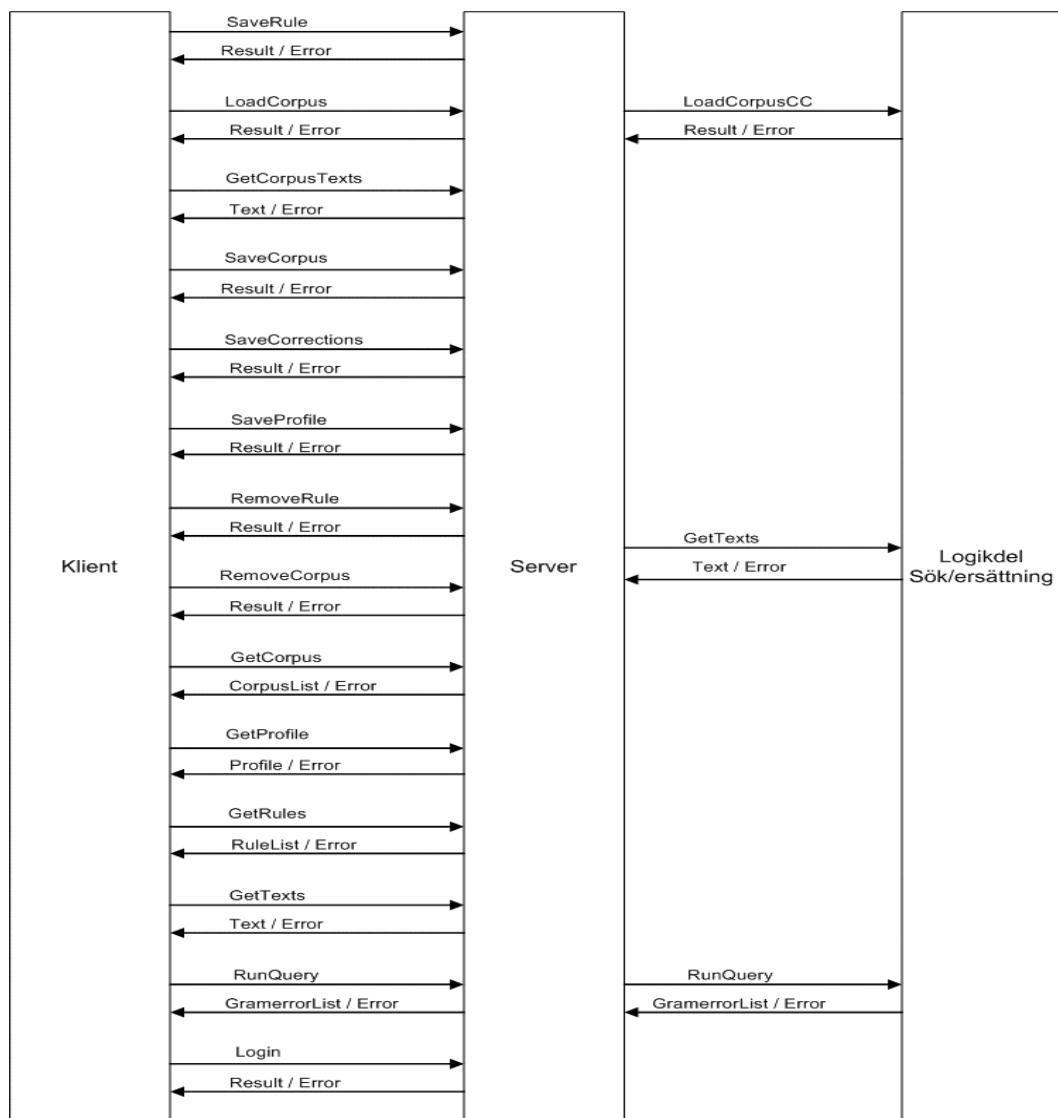 SaveRule
Result / Error
LoadCorpus
LoadCorpusCC
Result / Error
Result / Error
GetCorpusTexts
Text / Error
SaveCorpus
Result / Error
SaveCorrections
Result / Error
SaveProfile
Result / Error
RemoveRule
Result / Error
GetTexts
Klient
Server
Logikdel
Sök/ersättning
Text / Error
RemoveCorpus
Result / Error
GetCorpus
CorpusList / Error
GetProfile
Profile / Error
GetRules
RuleList / Error
GetTexts
Text / Error
RunQuery
RunQuery
GramerrorList / Error
GramerrorList / Error
Login
Result / Error